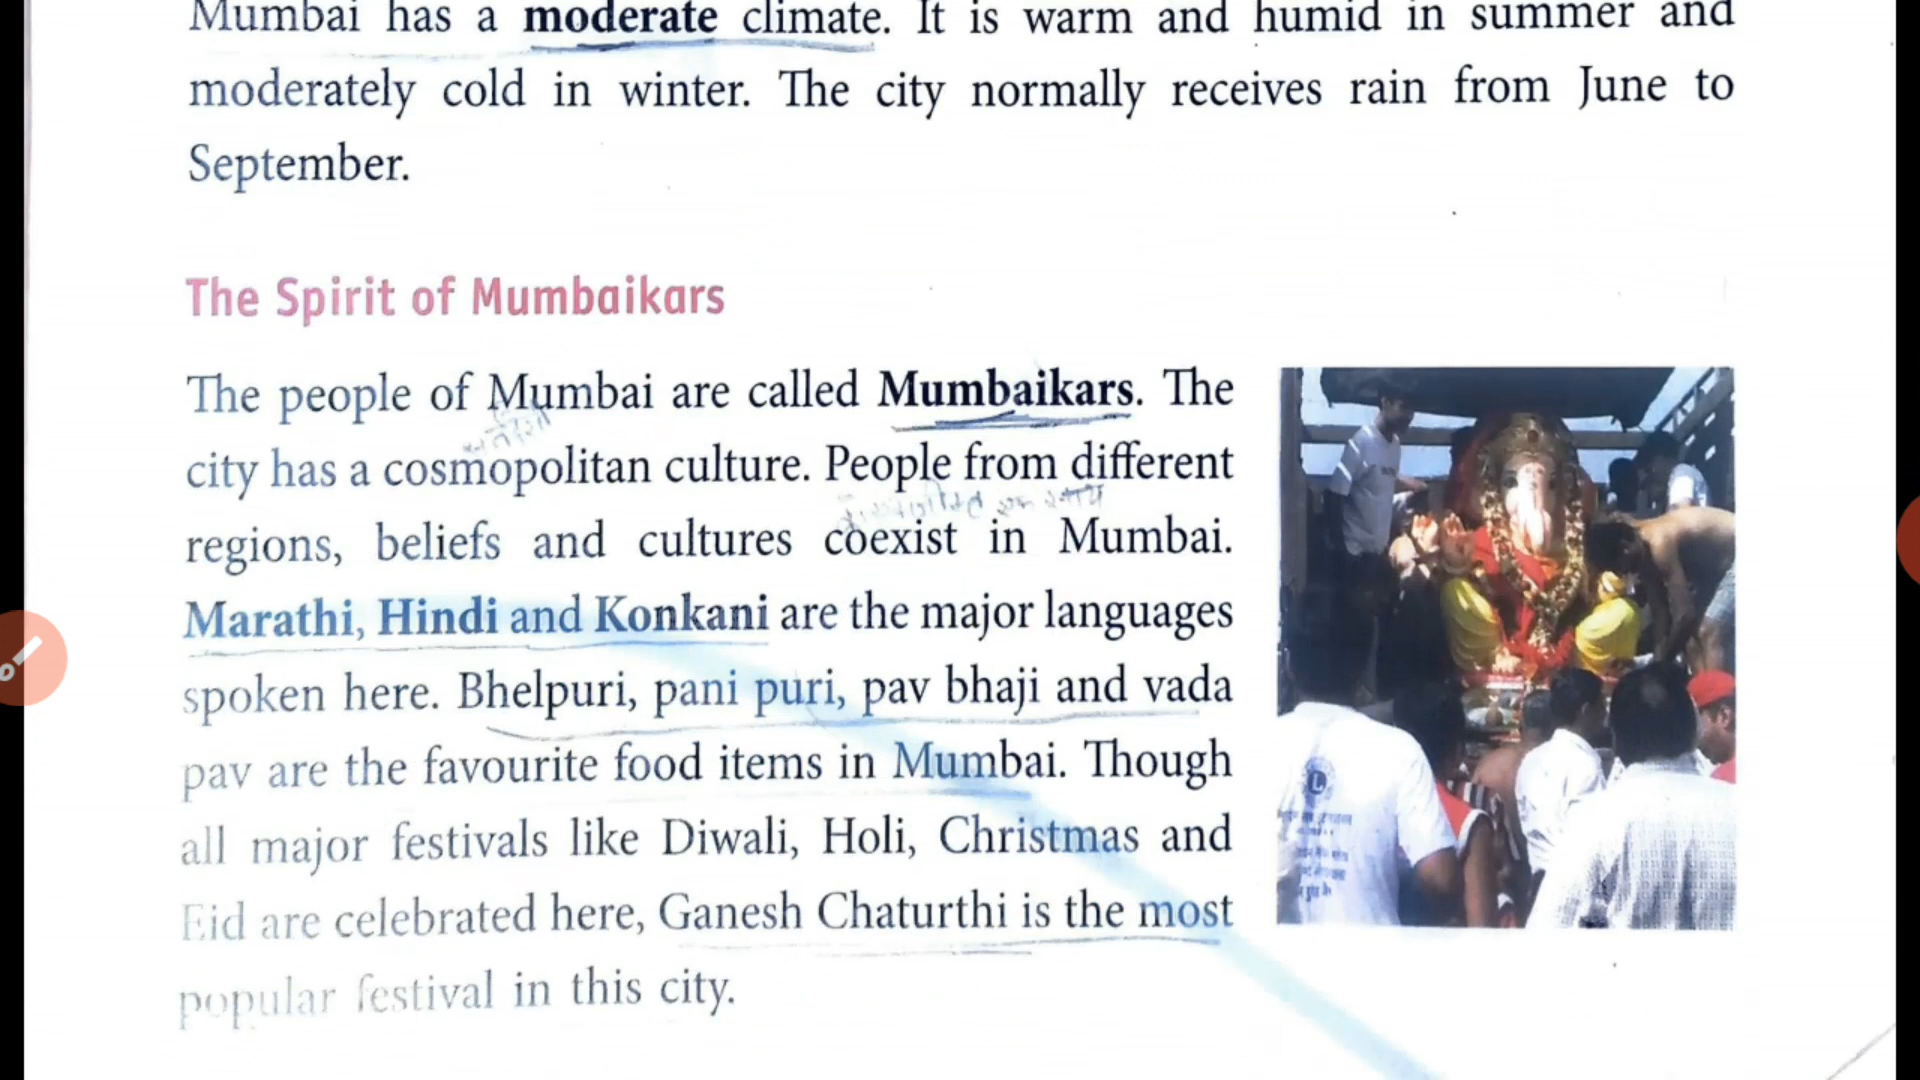 Mumbai has a moderate climate. It is warm and humid in summer and
moderately cold in winter. The city normally receives rain from June to
September.
The Spirit of Mumbaikars
The people of Mumbai are called Mumbaikars. The
city has a cosmopolitan culture. People from different
regions, beliefs and cultures coexist in Mumbai.
Marathi, Hindi and Konkani are the major languages
spoken here. Bhelpuri, pani puri, pav bhaji and vada
pav are the favourite food items in Mumbai. Though
all major festivals like Diwali, Holi, Christmas and
Eid are celebrated here, Ganesh Chaturthi is the most
popular festival in this city.